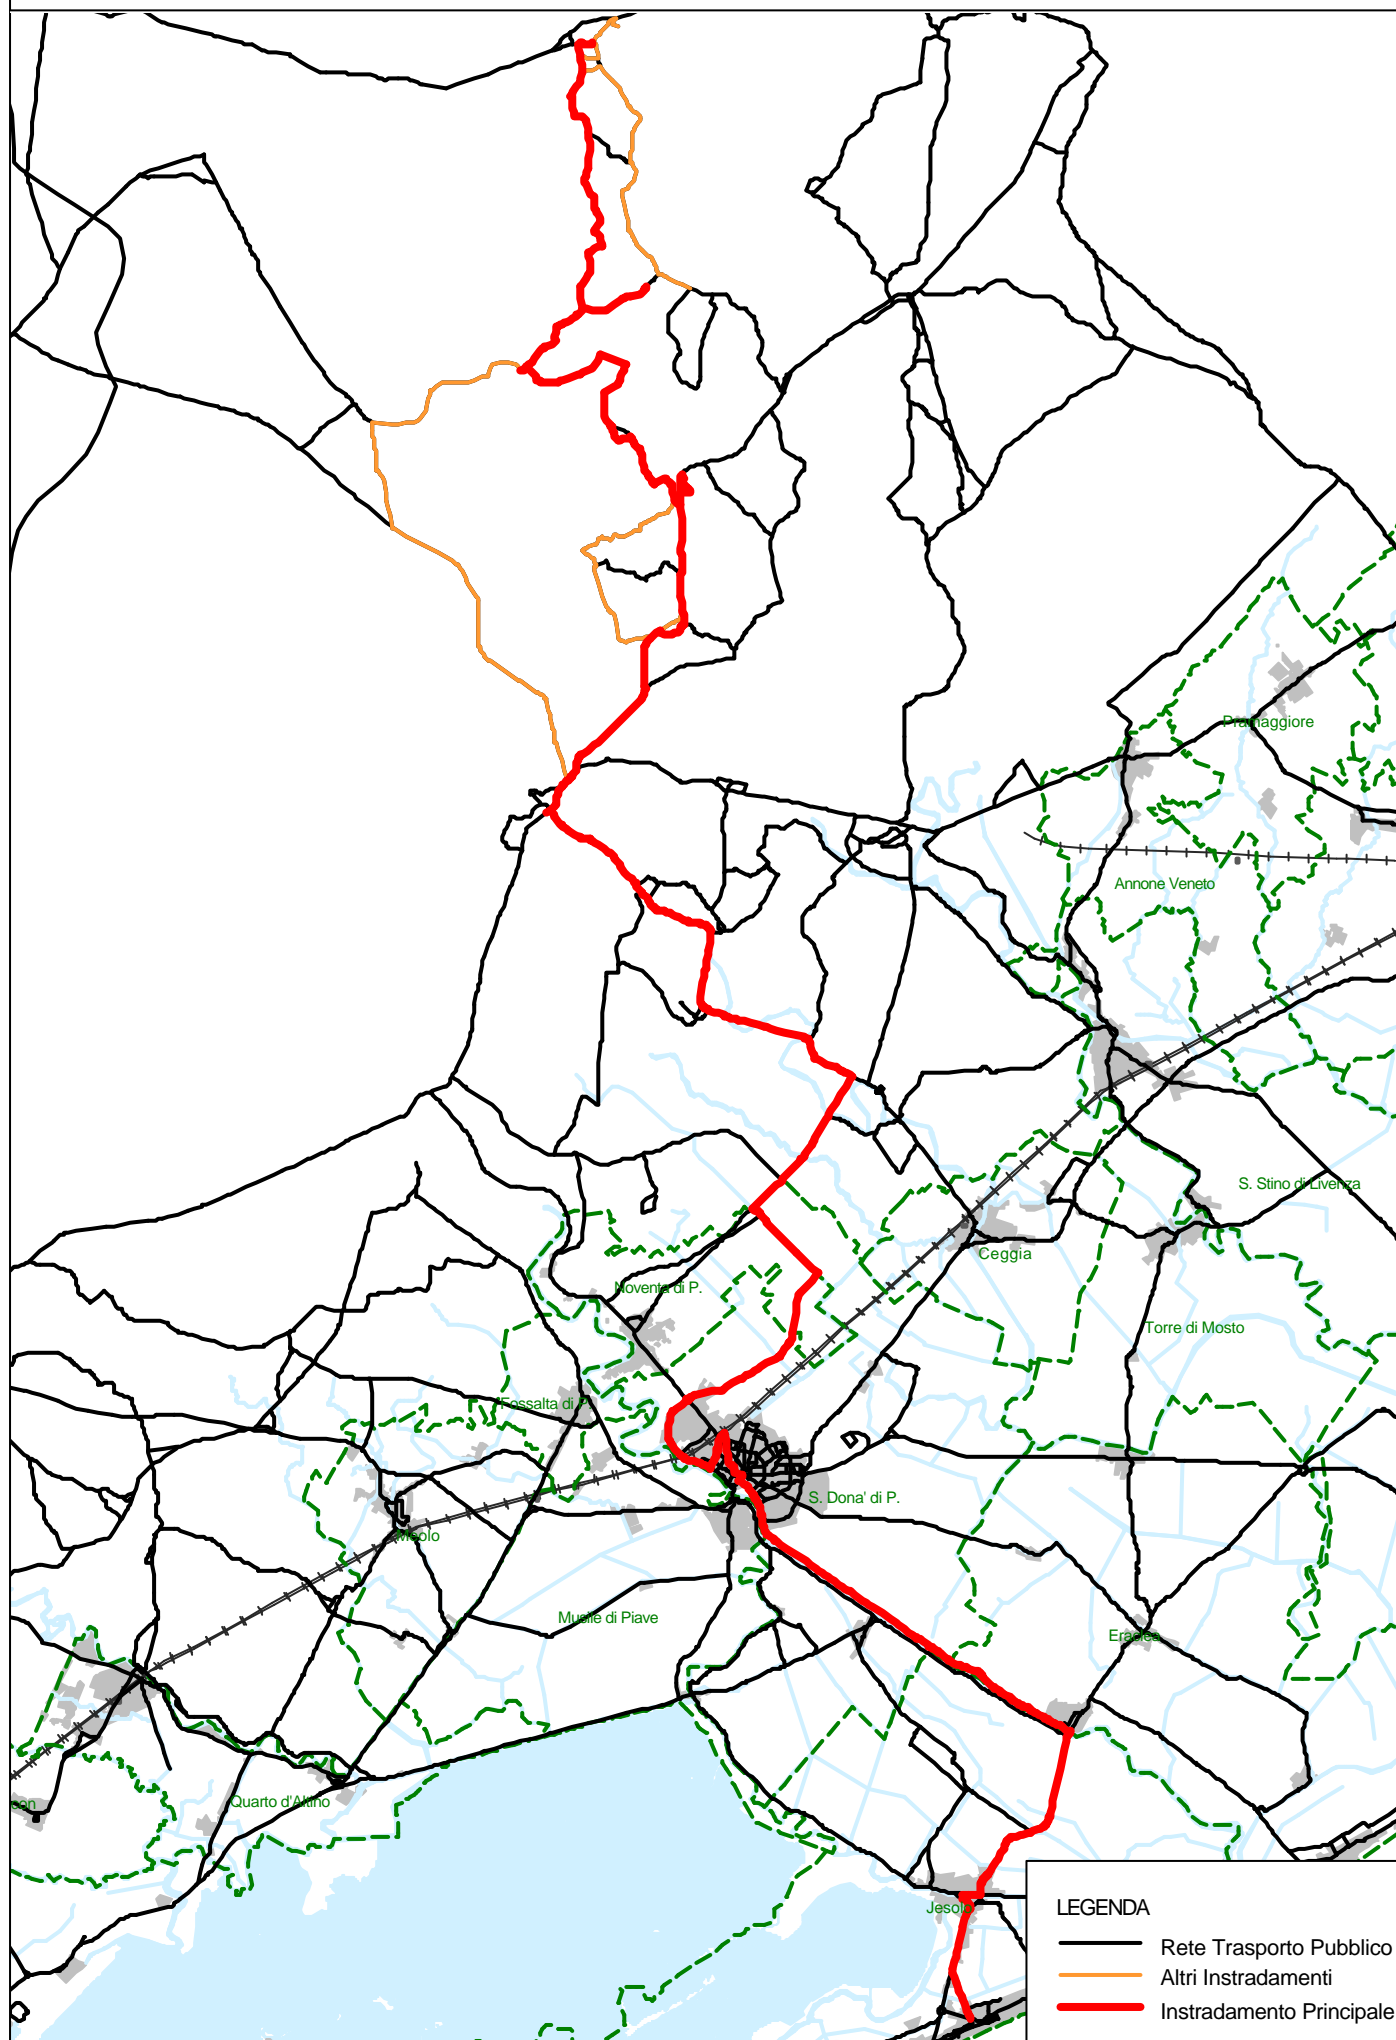 Pramaggiore
Annone Veneto
S. Stino di Livenza
Ceggia
Noventa di P.
Torre di Mosto
Fossalta di P.
S. Dona' di P.
Meolo
Musile di Piave
Eraclea
Quarto d'Altino
con
Jesolo
LEGENDA
Rete Trasporto Pubblico
Altri Instradamenti
Instradamento Principale